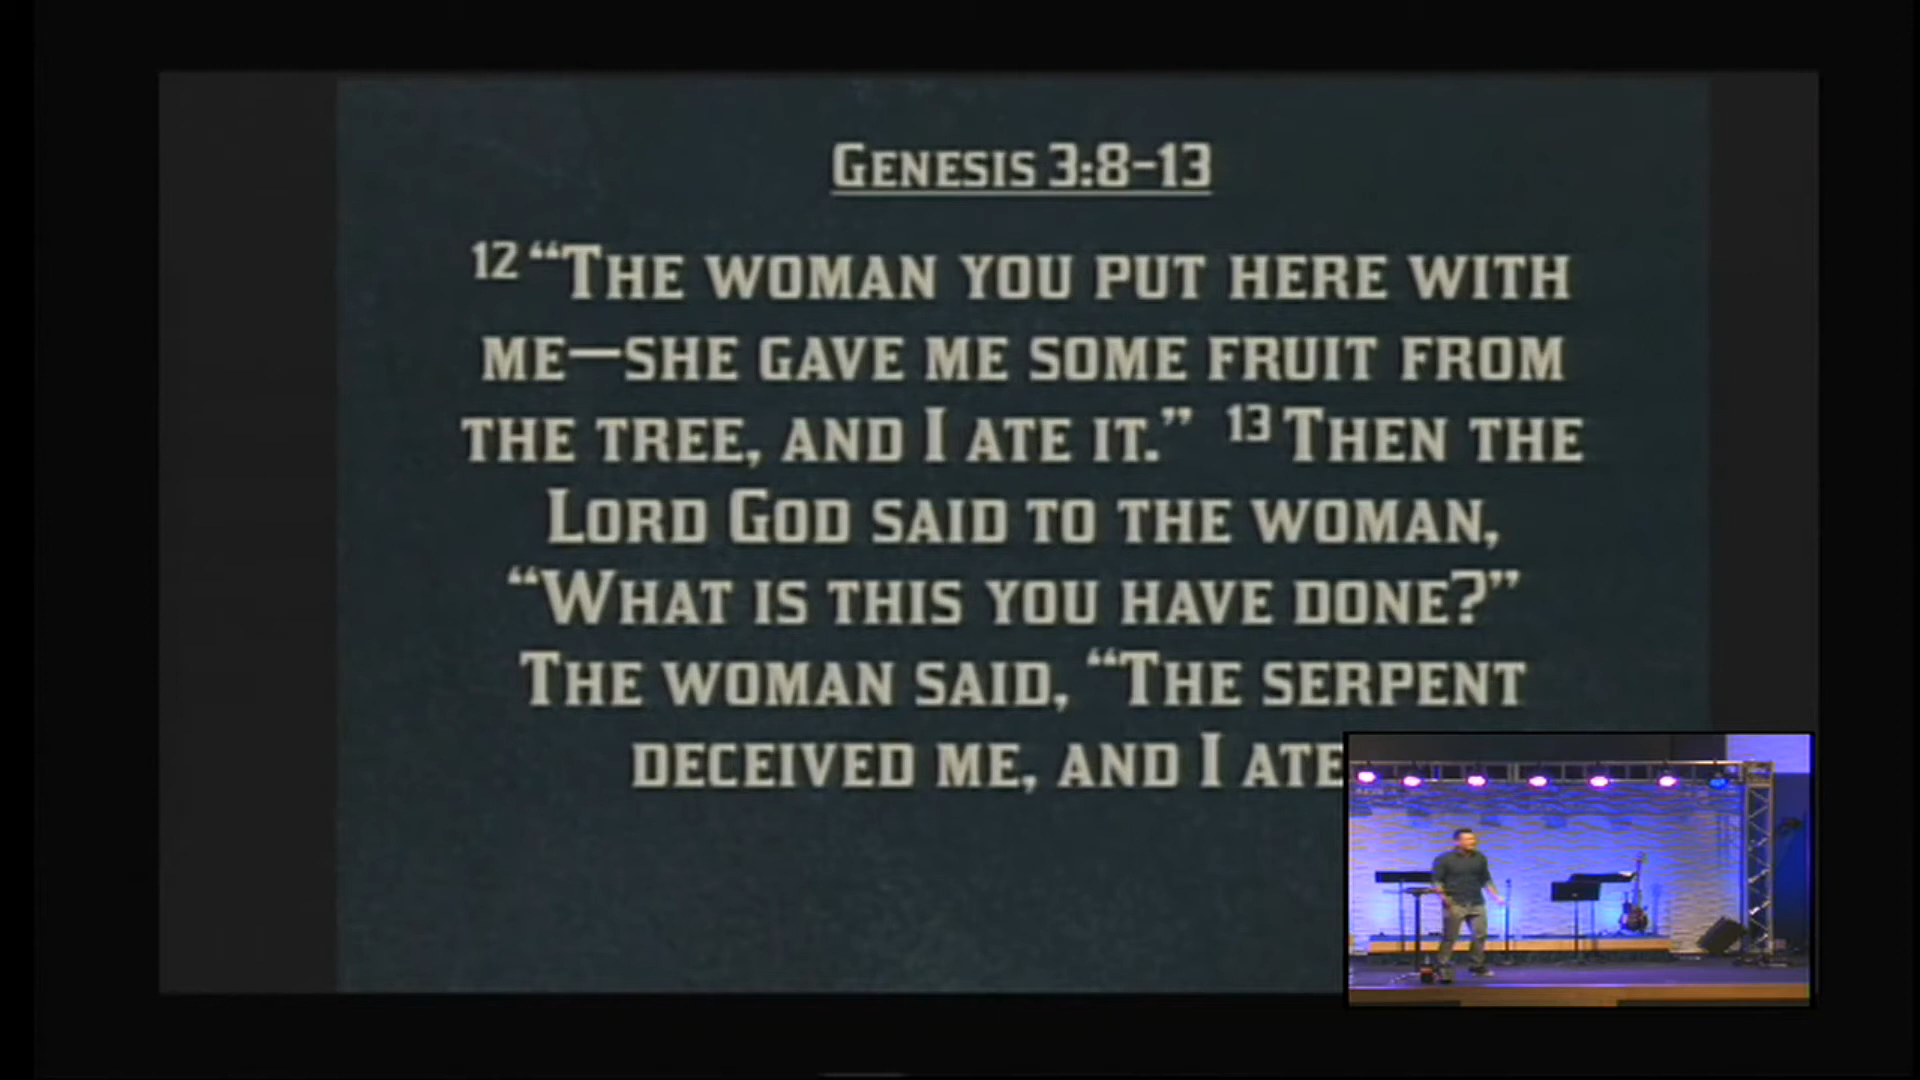 Genesis 3:8-13
12 “The woman you put here with
me—she gave me some fruit from
the tree, and I ate it.” 13 Then the
Lord God said to the woman,
“What is this you have done?”
The woman said, “The serpent
deceived me, and I ate